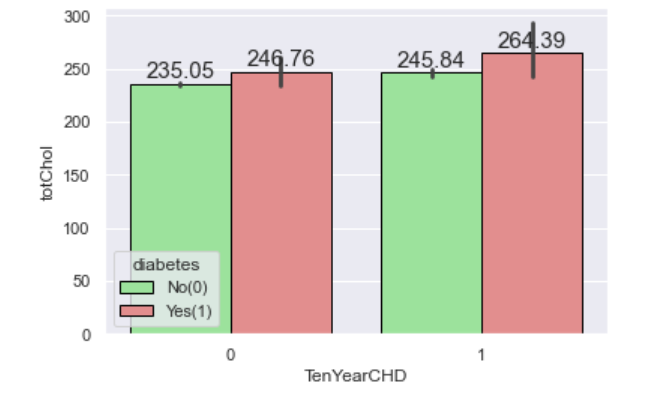 300
250
200
150
100
50
0
totChol
235.05
246.76
245.84
264.39
diabetes
No(0)
Yes(1)
0
1
TenYearCHD